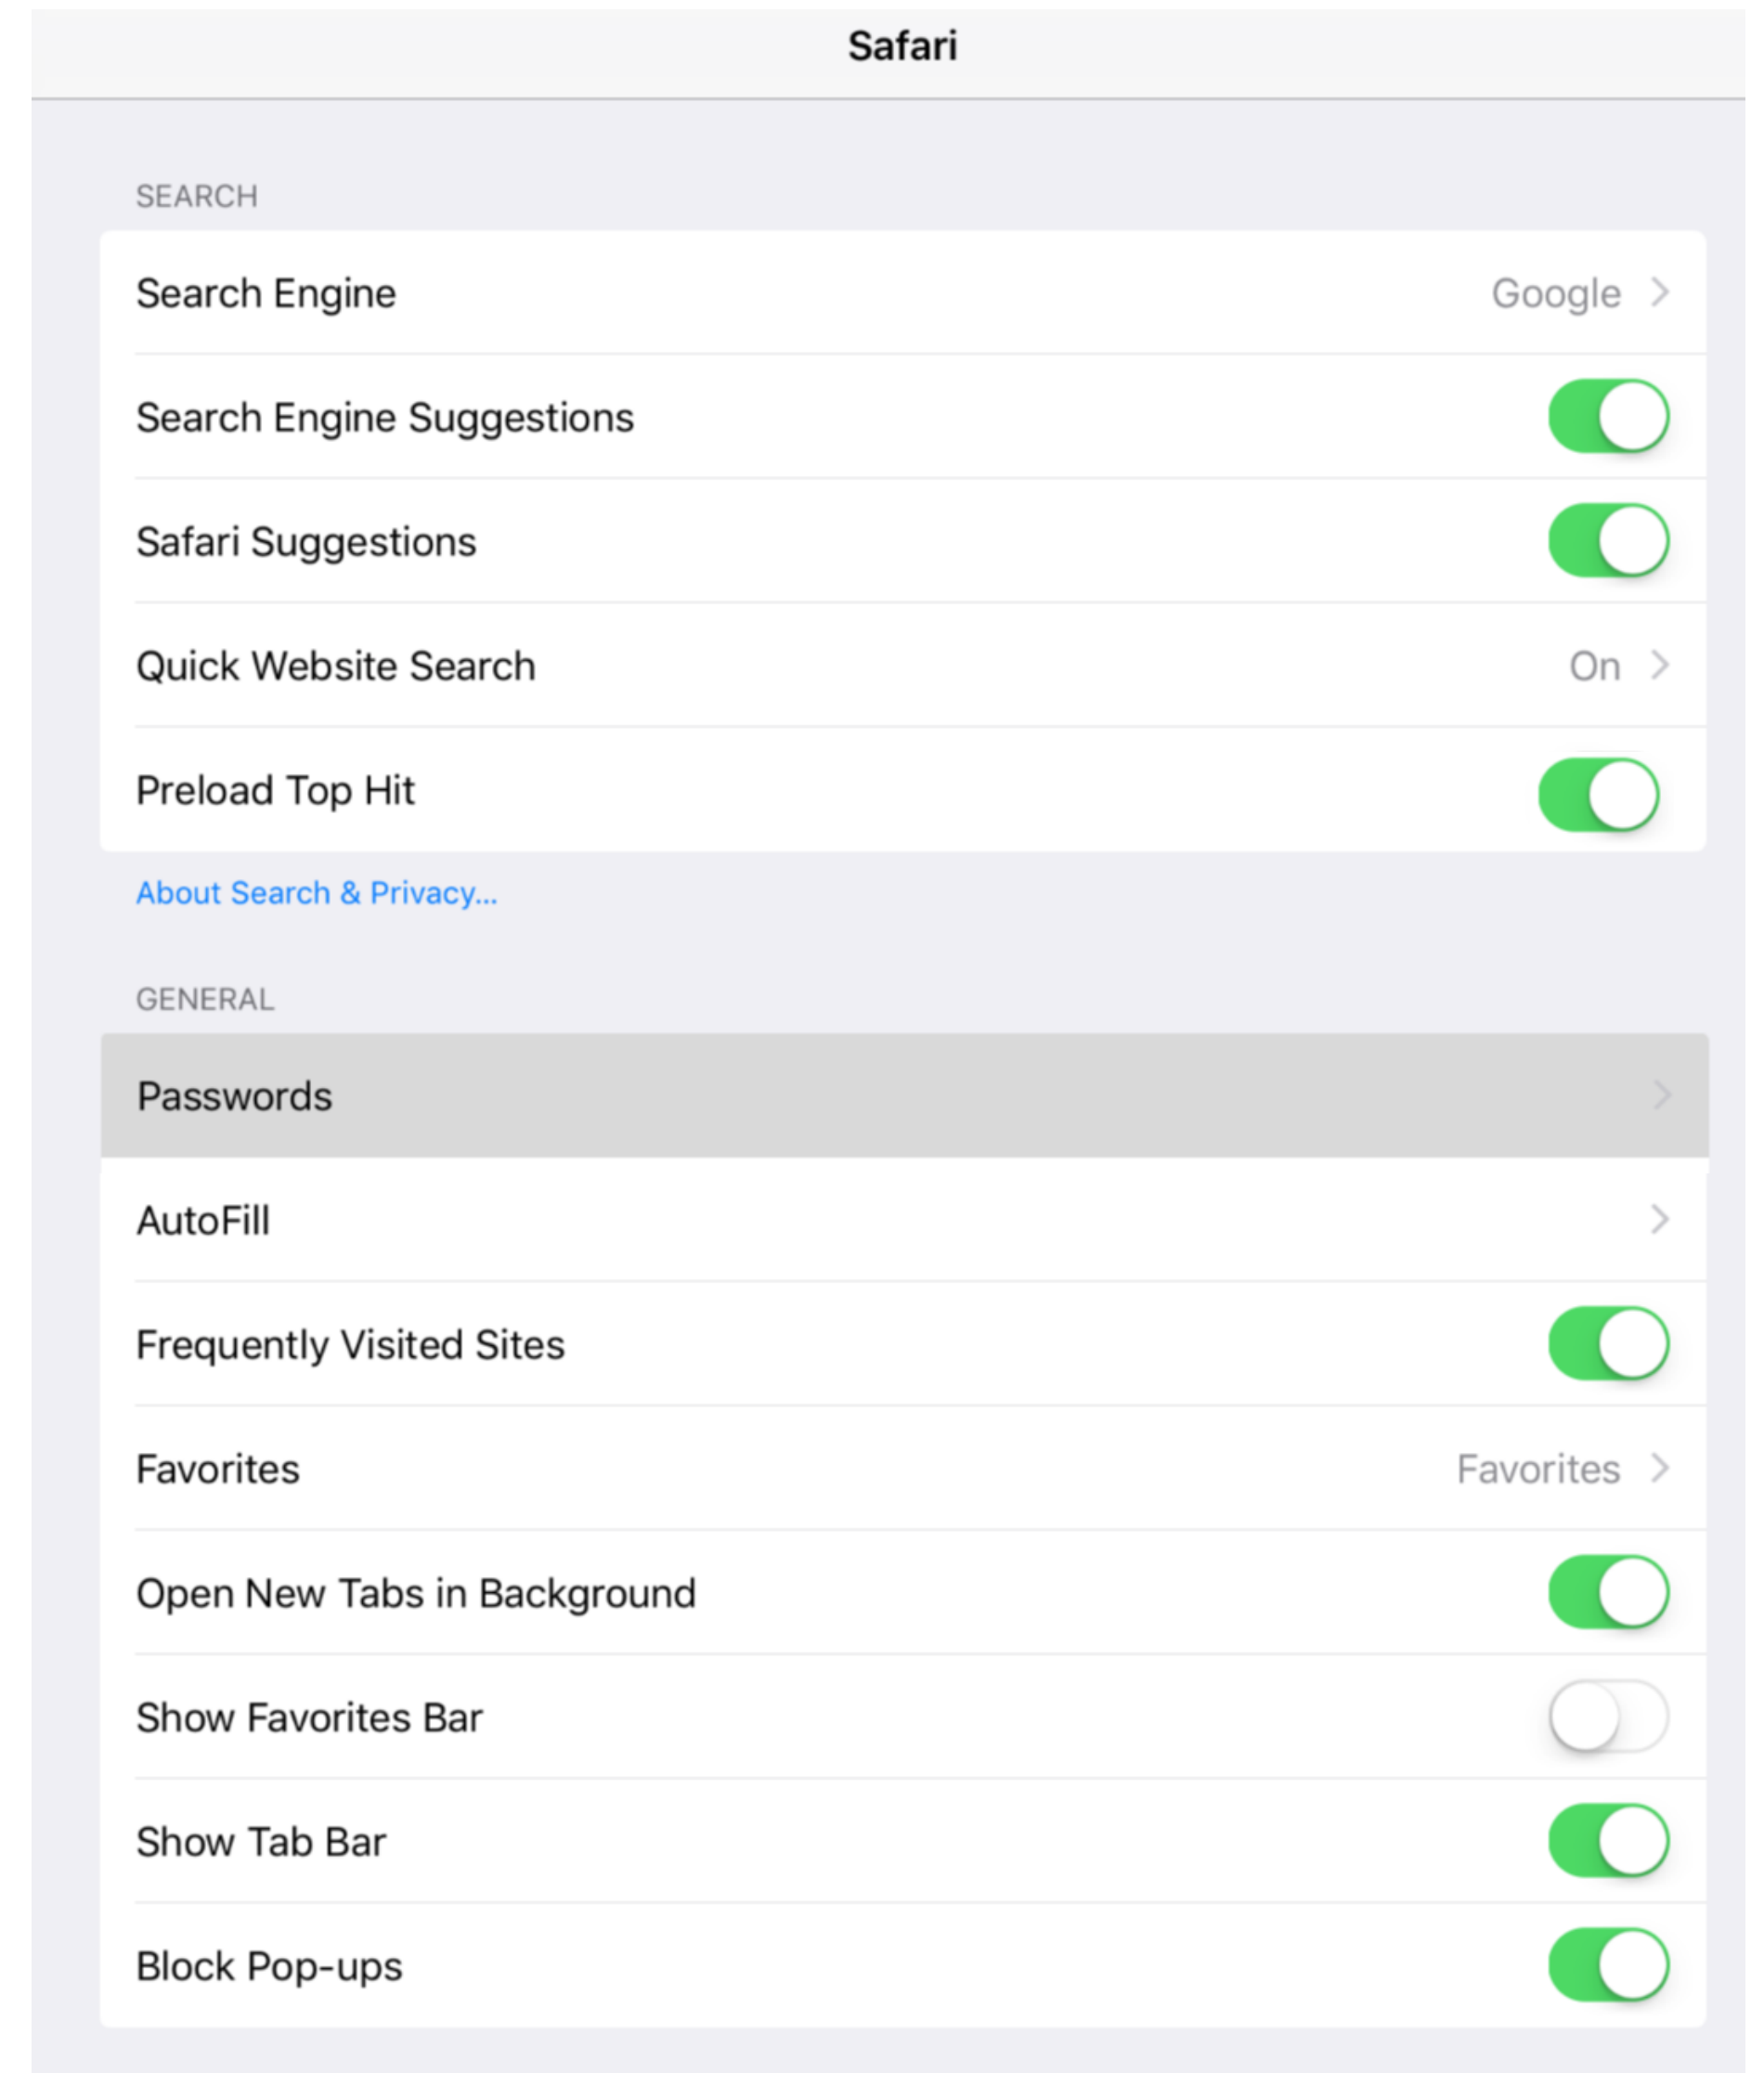 Safari
SEARCH
Search Engine Google
Search Engine Suggestions
Safari Suggestions
Quick Website Search On
Preload Top Hit
About Search & Privacy...
GENERAL
Passwords
AutoFill
Frequently Visited Sites
Favorites Favorites
Open New Tabs in Background
Show Favorites Bar
Show Tab Bar
Block Pop-ups